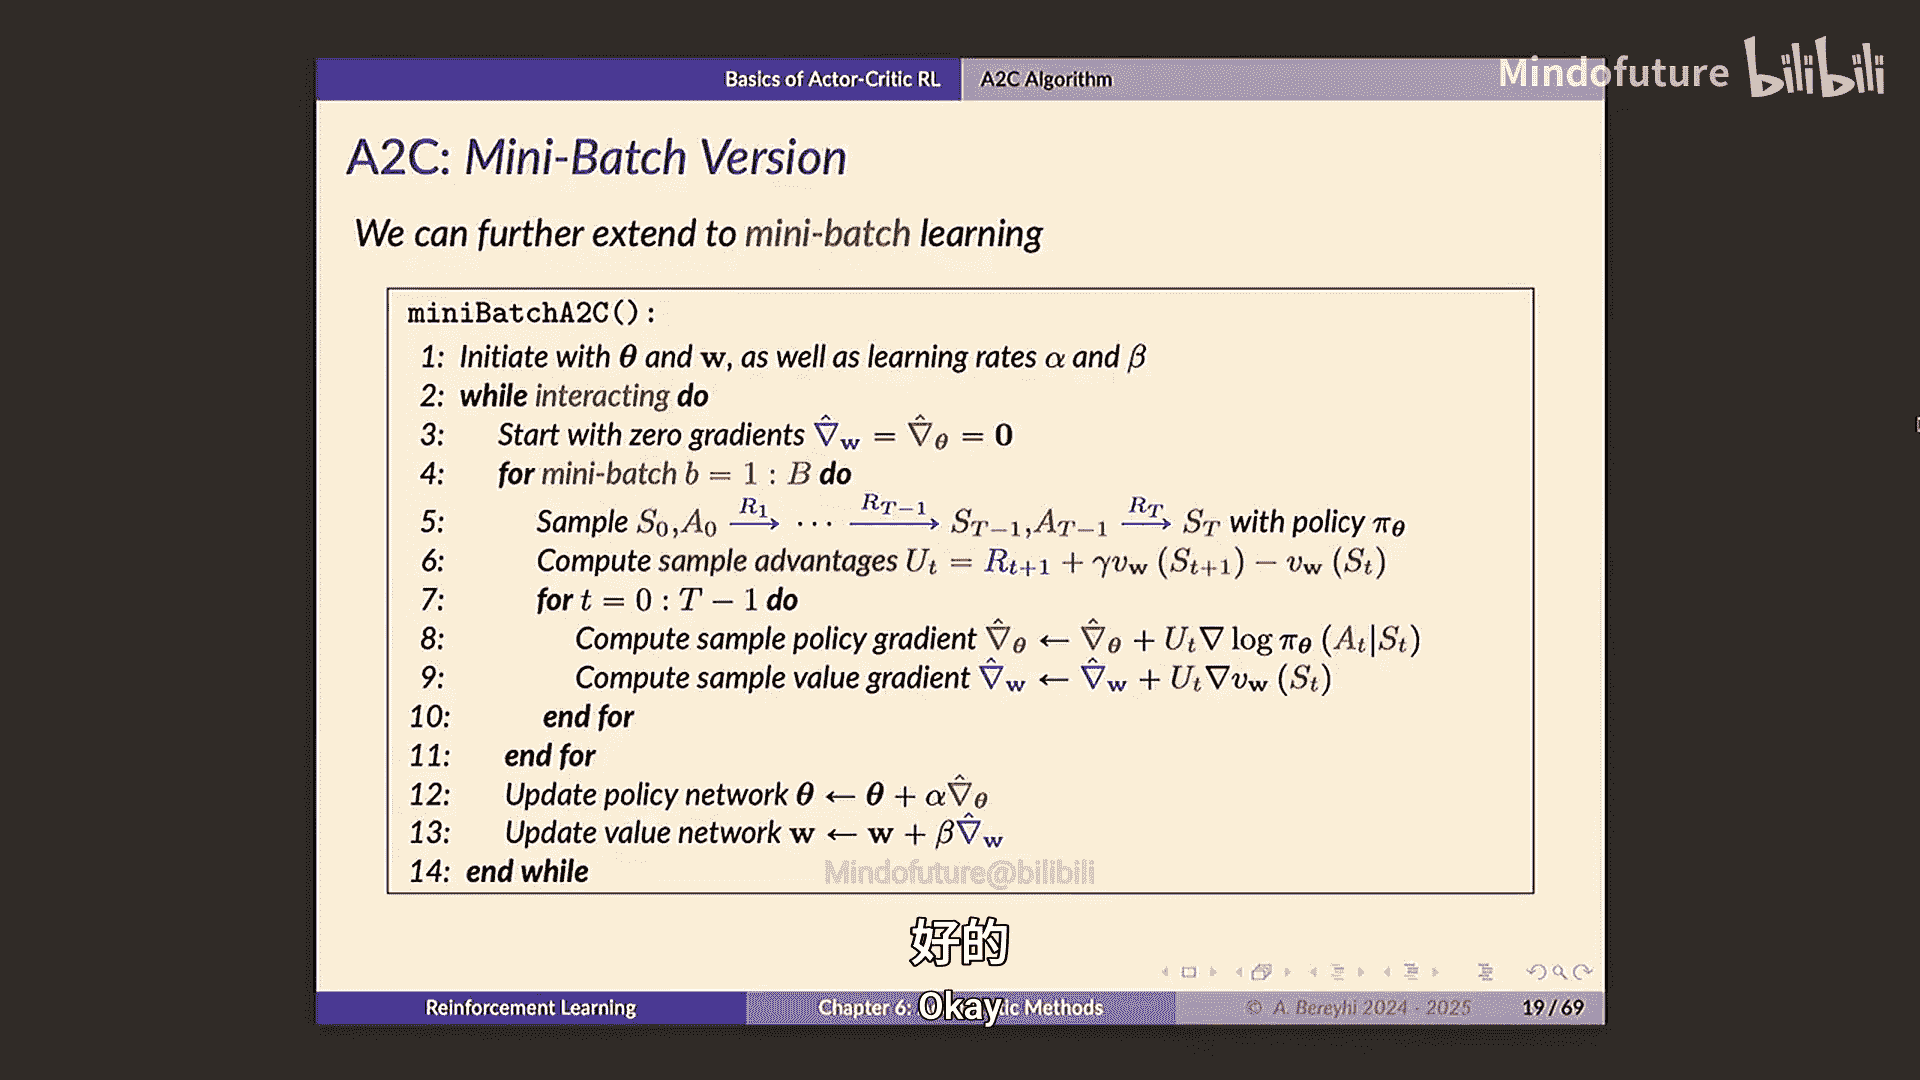 Basics of Actor-Critic RL A2C Algorithm
Mindofuture bilibili
A2C: Mini-Batch Version
We can further extend to mini-batch learning
miniBatchA2C():
1: Initiate with θ and w, as well as learning rates α and β
2: while interacting do
3: Start with zero gradients ∇̂_w = ∇̂_θ = 0
4: for mini-batch b = 1 : B do
5: Sample S_0, A_0 —R_1→ ··· —R_{T−1}→ S_{T−1}, A_{T−1} —R_T→ S_T with policy π_θ
6: Compute sample advantages U_t = R_{t+1} + γv_w (S_{t+1}) − v_w (S_t)
7: for t = 0 : T − 1 do
8: Compute sample policy gradient ∇̂_θ ← ∇̂_θ + U_t∇ log π_θ (A_t|S_t)
9: Compute sample value gradient ∇̂_w ← ∇̂_w + U_t∇v_w (S_t)
10: end for
11: end for
12: Update policy network θ ← θ + α∇̂_θ
13: Update value network w ← w + β∇̂_w
14: end while
Mindofuture@bilibili
好的
Okay
Reinforcement Learning Chapter 6: ic Methods © A. Bereyhi 2024 - 2025 19 / 69